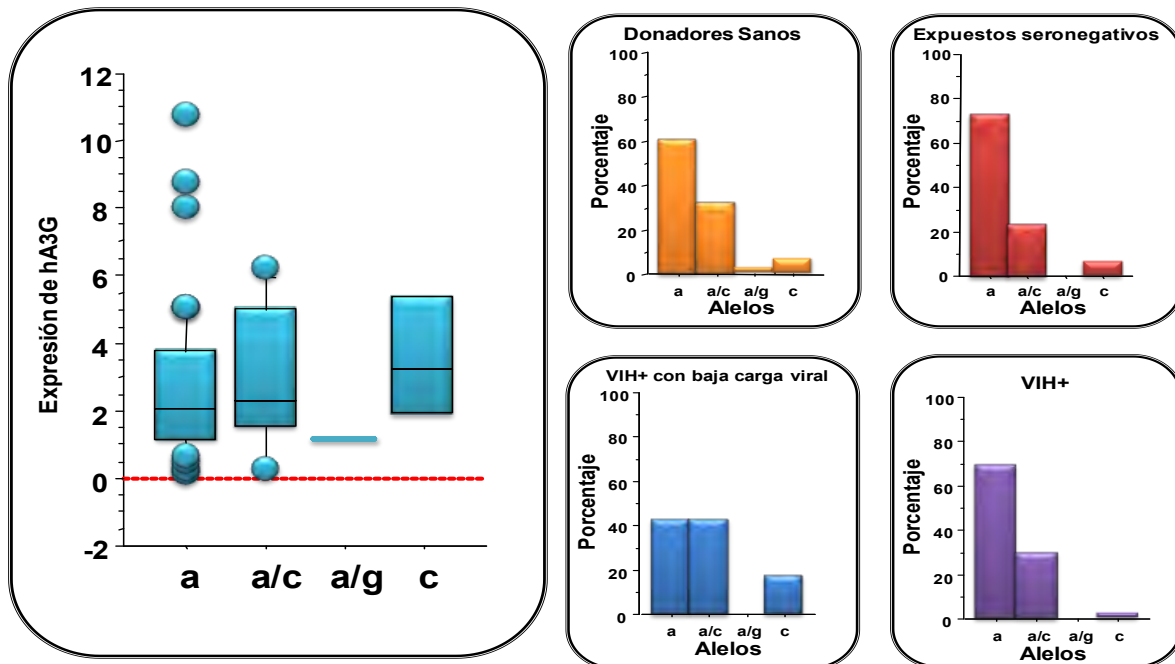 Expresión de hA3G
12
10
8
6
4
2
0
-2
a a/c a/g c
Donadores Sanos
Porcentaje
100
80
60
40
20
0
a a/c a/g c
Alelos
Expuestos seronegativos
Porcentaje
100
80
60
40
20
0
a a/c a/g c
Alelos
VIH+ con baja carga viral
Porcentaje
100
80
60
40
20
0
a a/c a/g c
Alelos
VIH+
Porcentaje
100
80
60
40
20
0
a a/c a/g c
Alelos